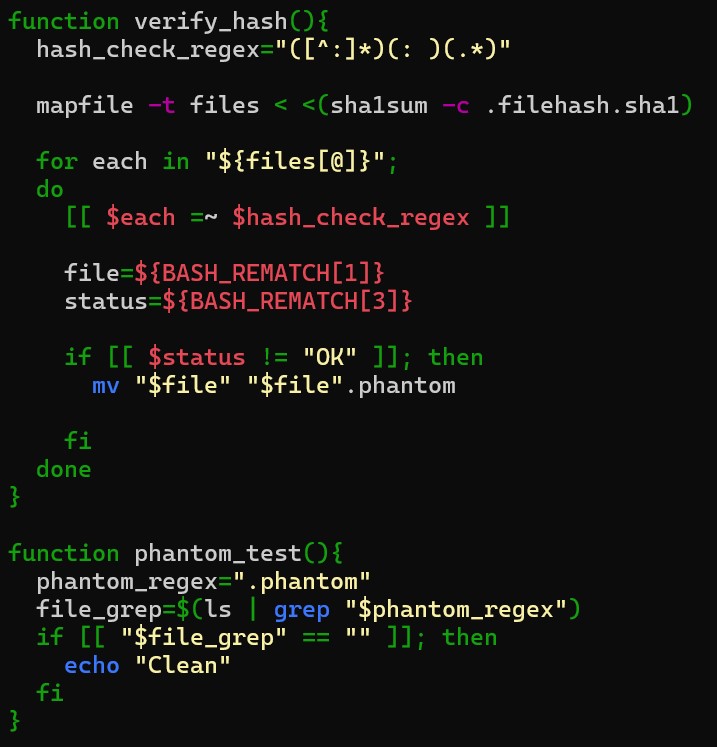 function verify_hash(){
  hash_check_regex="([^:]*)(: )(.*)"

  mapfile -t files < <(sha1sum -c .filehash.sha1)

  for each in "${files[@]}";
  do
    [[ $each =~ $hash_check_regex ]]

    file=${BASH_REMATCH[1]}
    status=${BASH_REMATCH[3]}

    if [[ $status != "OK" ]]; then
      mv "$file" "$file".phantom

    fi
  done
}

function phantom_test(){
  phantom_regex=".phantom"
  file_grep=$(ls | grep "$phantom_regex")
  if [[ "$file_grep" == "" ]]; then
    echo "Clean"
  fi
}